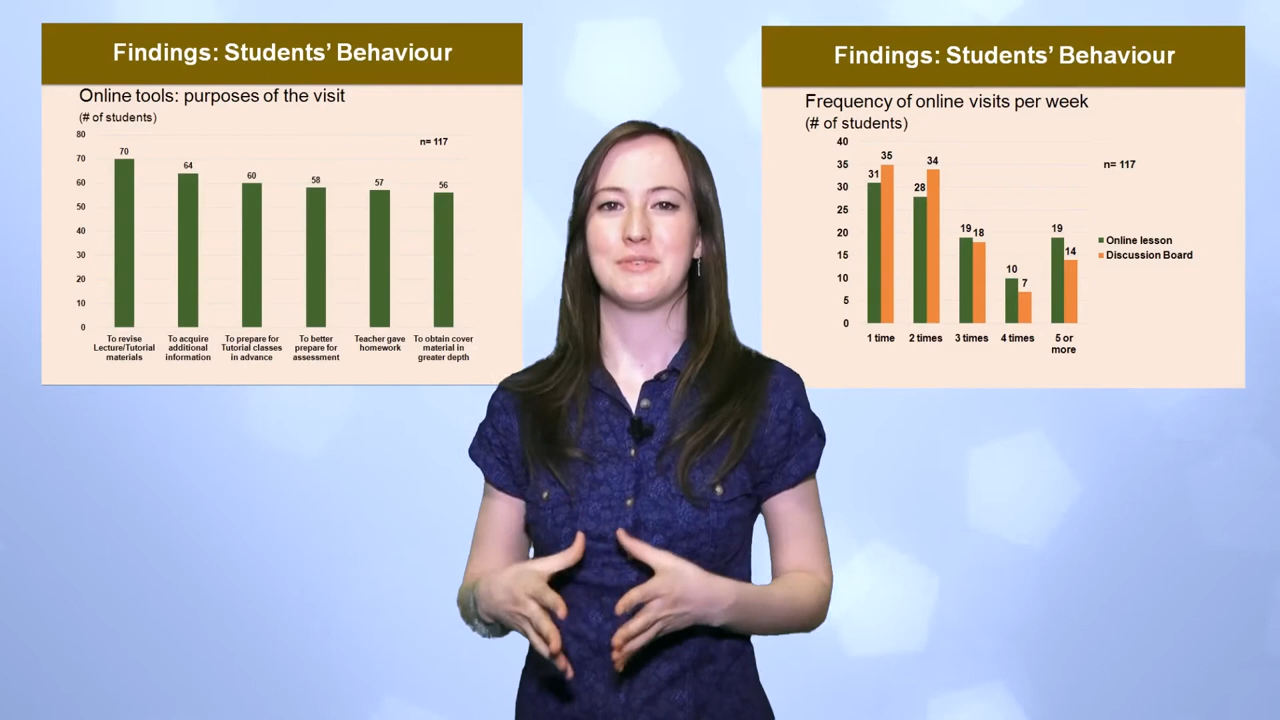 Findings: Students' Behaviour
Online tools: purposes of the visit
(# of students)
n= 117
80
70
60
50
40
30
20
10
0
70
64
60
58
57
56
To revise
Lecture/Tutorial
materials
To acquire
addidonal
information
To prepare for
Tutorial classes
in advance
To better
prepare for
assessment
Teacher gave
homework
To obtain cover
material in
greater depth
Findings: Students' Behaviour
Frequency of online visits per week
(# of students)
n= 117
40
35
30
25
20
15
10
5
0
31
35
28
34
19
18
10
7
19
14
1 time
2 times
3 times
4 times
5 or
more
Online lesson
Discussion Board